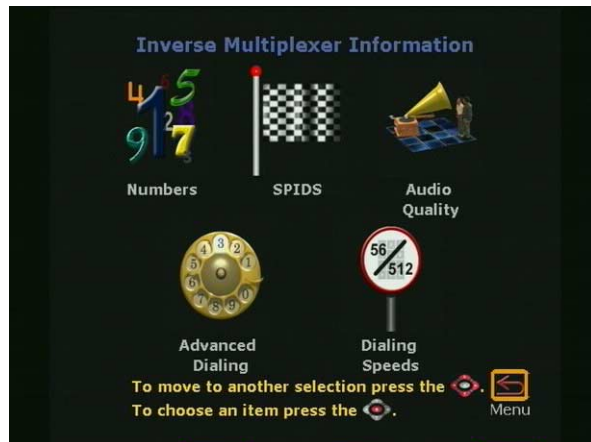 Inverse Multiplexer Information
Numbers
SPIDS
Audio
Quality
56/512
Advanced
Dialing
Dialing
Speeds
To move to another selection press the .
To choose an item press the .
Menu